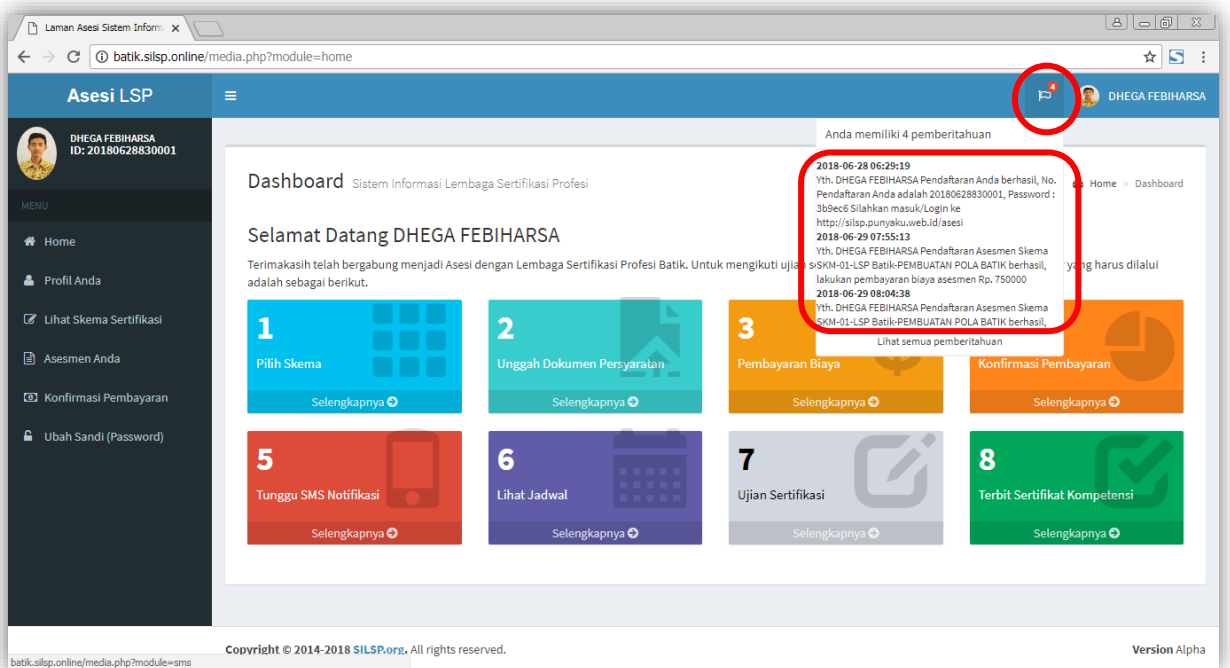 Laman Asesi Sistem Inform
batik.silsp.online/media.php?module=home
Asesi LSP
4
DHEGA FEBIHARSA
DHEGA FEBIHARSA
ID: 20180628830001
MENU
Home
Profil Anda
Lihat Skema Sertifikasi
Asesmen Anda
Konfirmasi Pembayaran
Ubah Sandi (Password)
Anda memiliki 4 pemberitahuan
2018-06-28 06:29:19
Yth. DHEGA FEBIHARSA Pendaftaran Anda berhasil, No.
Pendaftaran Anda adalah 20180628830001, Password :
3b9ec6 Silahkan masuk/Login ke
http://silsp.punyaku.web.id/asesi
2018-06-29 07:55:13
Yth. DHEGA FEBIHARSA Pendaftaran Asesmen Skema
SKM-01-LSP Batik-PEMBUATAN POLA BATIK berhasil,
lakukan pembayaran biaya asesmen Rp. 750000
2018-06-29 08:04:38
Yth. DHEGA FEBIHARSA Pendaftaran Asesmen Skema
SKM-01-LSP Batik-PEMBUATAN POLA BATIK berhasil,
Lihat semua pemberitahuan
Dashboard Sistem Informasi Lembaga Sertifikasi Profesi
Home > Dashboard
Selamat Datang DHEGA FEBIHARSA
Terimakasih telah bergabung menjadi Asesi dengan Lembaga Sertifikasi Profesi Batik. Untuk mengikuti ujian yang harus dilalui
adalah sebagai berikut.
1
Pilih Skema
Selengkapnya
2
Unggah Dokumen Persyaratan
Selengkapnya
3
Pembayaran Biaya
Selengkapnya
Konfirmasi Pembayaran
Selengkapnya
5
Tunggu SMS Notifikasi
Selengkapnya
6
Lihat Jadwal
Selengkapnya
7
Ujian Sertifikasi
Selengkapnya
8
Terbit Sertifikat Kompetensi
Selengkapnya
Copyright © 2014-2018 SILSP.org. All rights reserved.
Version Alpha
batik.silsp.online/media.php?module=sms